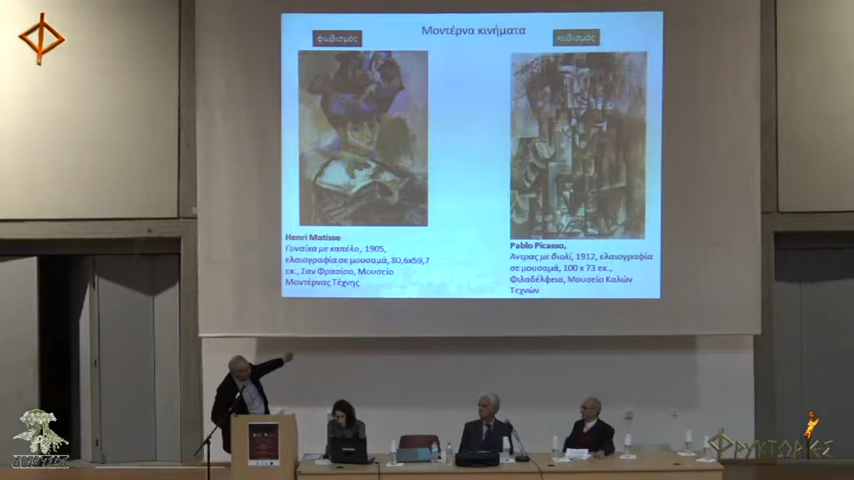 Μοντέρνα κινήματα
φωβισμός
κυβισμός
Henri Matisse
Γυναίκα με καπέλο, 1905,
ελαιογραφία σε μουσαμά, 80,6x59,7
εκ., Σαν Φρασίσο, Μουσείο
Μοντέρνας Τέχνης
Pablo Picasso,
Άντρας με βιολί, 1912, ελαιογραφία
σε μουσαμά, 100 x 73 εκ.,
Φιλαδέλφεια, Μουσείο Καλών
Τεχνών
ΦΡΥΚΤΩΡΙΕΣ